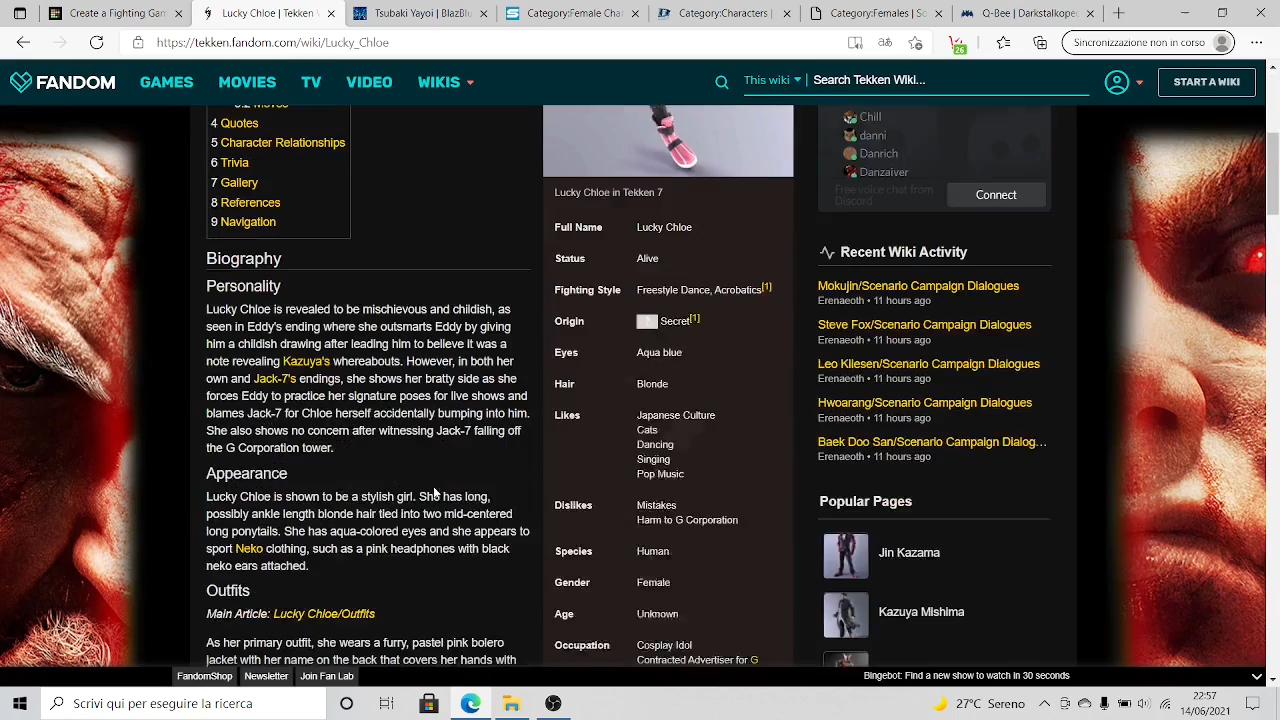 Creating a Fighting Gam
Lucky Chloe | Tekken
Tsubaki Yayoi | BlazBlu
Category:Female Cha
Category:Characters |
Category:Females | So
Q-Bee | Darkstalkope
https://tekken.fandom.com/wiki/Lucky_Chloe
26
Sincronizzazione non in corso
FANDOM
GAMES
MOVIES
TV
VIDEO
WIKIS
This wiki
Search Tekken Wiki...
START A WIKI
3.2 Moves
4 Quotes
5 Character Relationships
6 Trivia
7 Gallery
8 References
9 Navigation
Biography
Personality
Lucky Chloe is revealed to be mischievous and childish, as
seen in Eddy's ending where she outsmarts Eddy by giving
him a childish drawing after leading him to believe it was a
note revealing Kazuya's whereabouts. However, in both her
own and Jack-7's endings, she shows her bratty side as she
forces Eddy to practice her signature poses for live shows and
blames Jack-7 for Chloe herself accidentally bumping into him.
She also shows no concern after witnessing Jack-7 falling off
the G Corporation tower.
Appearance
Lucky Chloe is shown to be a stylish girl. She has long,
possibly ankle length blonde hair tied into two mid-centered
long ponytails. She has aqua-colored eyes and she appears to
sport Neko clothing, such as a pink headphones with black
neko ears attached.
Outfits
Main Article: Lucky Chloe/Outfits
As her primary outfit, she wears a furry, pastel pink bolero
jacket with her name on the back that covers her hands with
Lucky Chloe in Tekken 7
Full Name Lucky Chloe
Status Alive
Fighting Style Freestyle Dance, Acrobatics[1]
Origin Secret[1]
Eyes Aqua blue
Hair Blonde
Likes Japanese Culture
Cats
Dancing
Singing
Pop Music
Dislikes Mistakes
Harm to G Corporation
Species Human
Gender Female
Age Unknown
Occupation Cosplay Idol
Contracted Advertiser for G
Chill
danni
Danrich
Danzaiver
Free voice chat from
Discord
Connect
Recent Wiki Activity
Mokujin/Scenario Campaign Dialogues
Erenaeoth • 11 hours ago
Steve Fox/Scenario Campaign Dialogues
Erenaeoth • 11 hours ago
Leo Kliesen/Scenario Campaign Dialogues
Erenaeoth • 11 hours ago
Hwoarang/Scenario Campaign Dialogues
Erenaeoth • 11 hours ago
Baek Doo San/Scenario Campaign Dialog...
Erenaeoth • 11 hours ago
Popular Pages
Jin Kazama
Kazuya Mishima
FandomShop
Newsletter
Join Fan Lab
Bingebot: Find a new show to watch in 30 seconds
Scrivi qui per eseguire la ricerca
27°C Sereno
22:57
14/06/2021